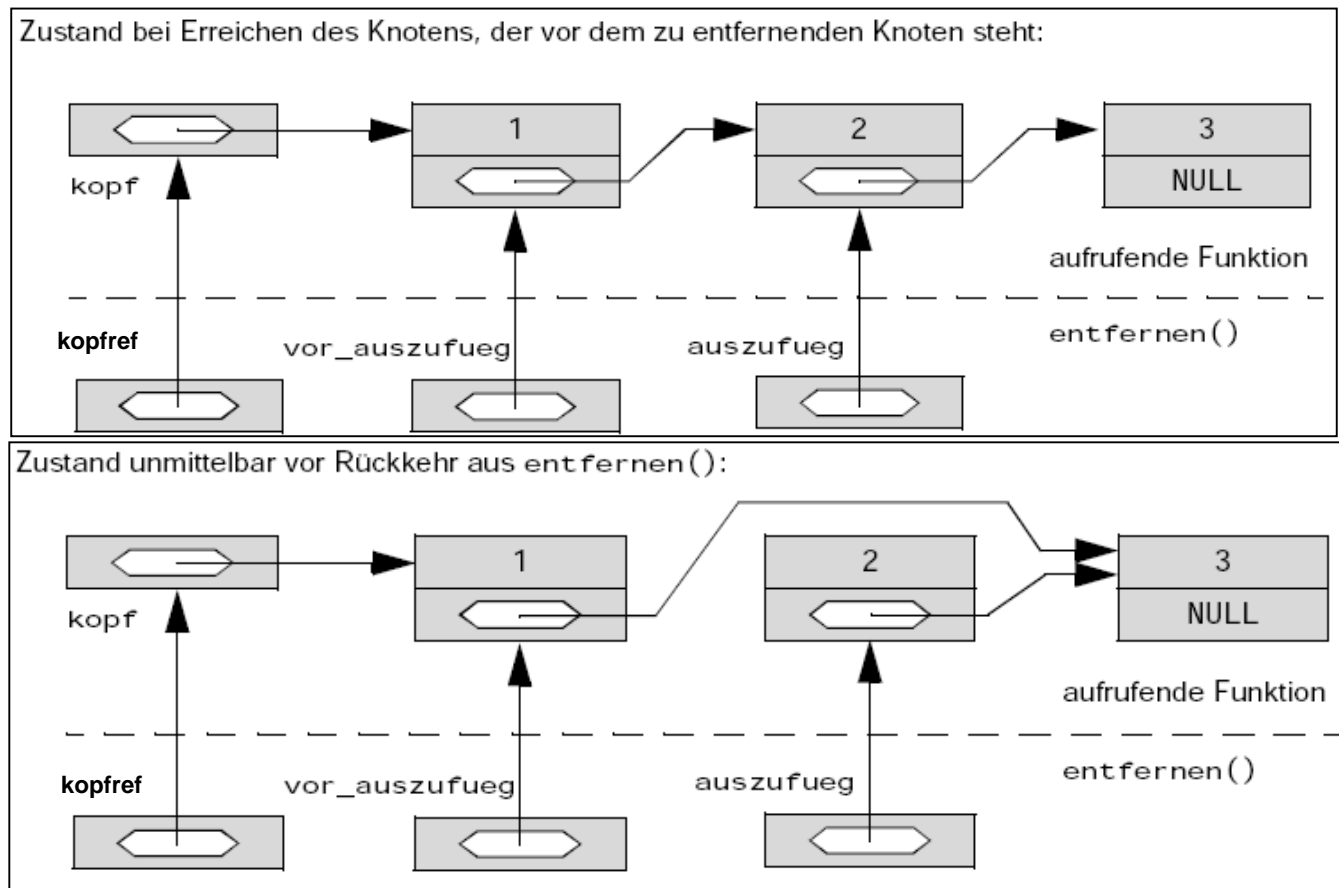 Zustand bei Erreichen des Knotens, der vor dem zu entfernenden Knoten steht:
1
2
3
kopf
NULL
aufrufende Funktion
kopfref
vor_auszufueg
auszufueg
entfernen()
Zustand unmittelbar vor Rückkehr aus entfernen():
1
2
3
kopf
NULL
aufrufende Funktion
kopfref
vor_auszufueg
auszufueg
entfernen()